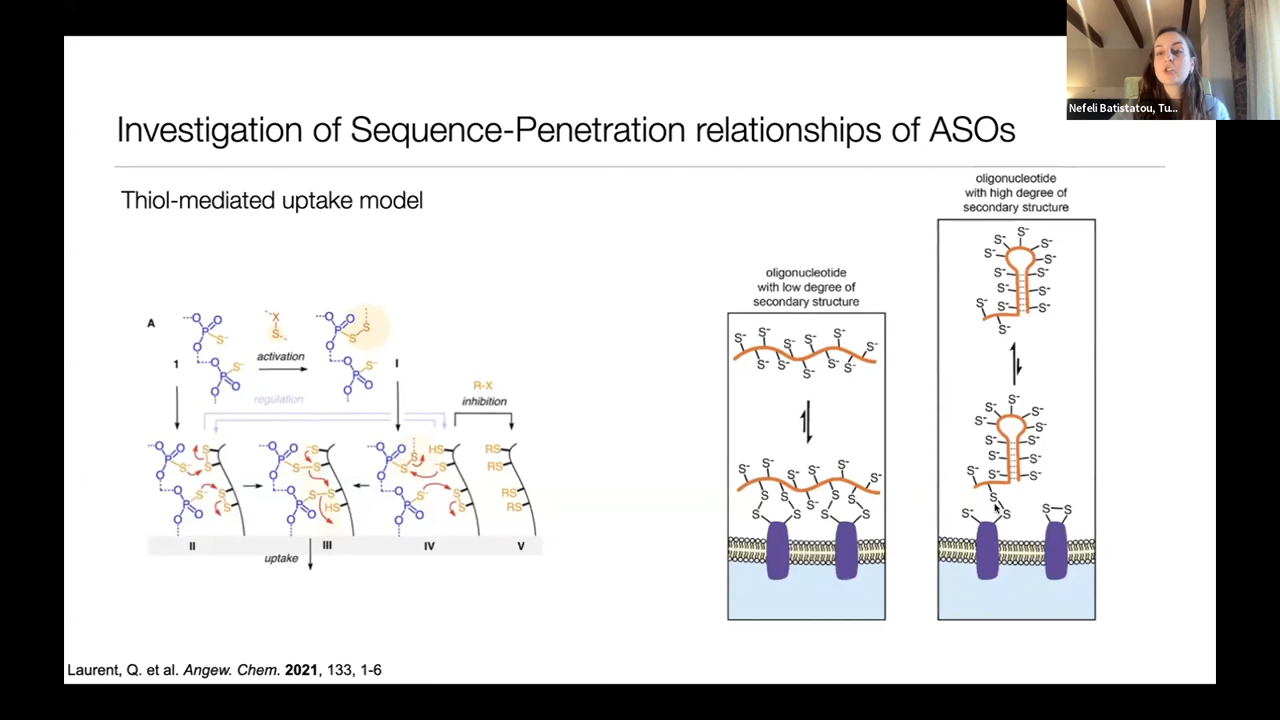 Nefeli Batistatou, Tu...
Investigation of Sequence-Penetration relationships of ASOs
Thiol-mediated uptake model
A
1
activation
I
regulation
R-X
inhibition
II
III
IV
V
uptake
oligonucleotide
with low degree of
secondary structure
oligonucleotide
with high degree of
secondary structure
Laurent, Q. et al. Angew. Chem. 2021, 133, 1-6